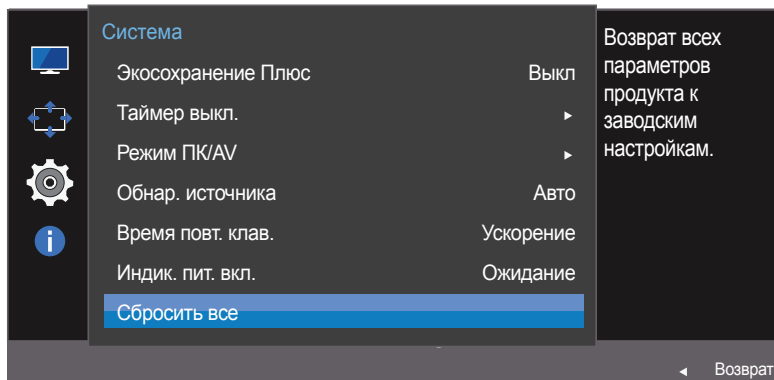 Система
Экосохранение Плюс Выкл
Таймер выкл. ▸
Режим ПК/AV ▸
Обнар. источника Авто
Время повт. клав. Ускорение
Индик. пит. вкл. Ожидание
Сбросить все
Возврат всех
параметров
продукта к
заводским
настройкам.
◂ Возврат